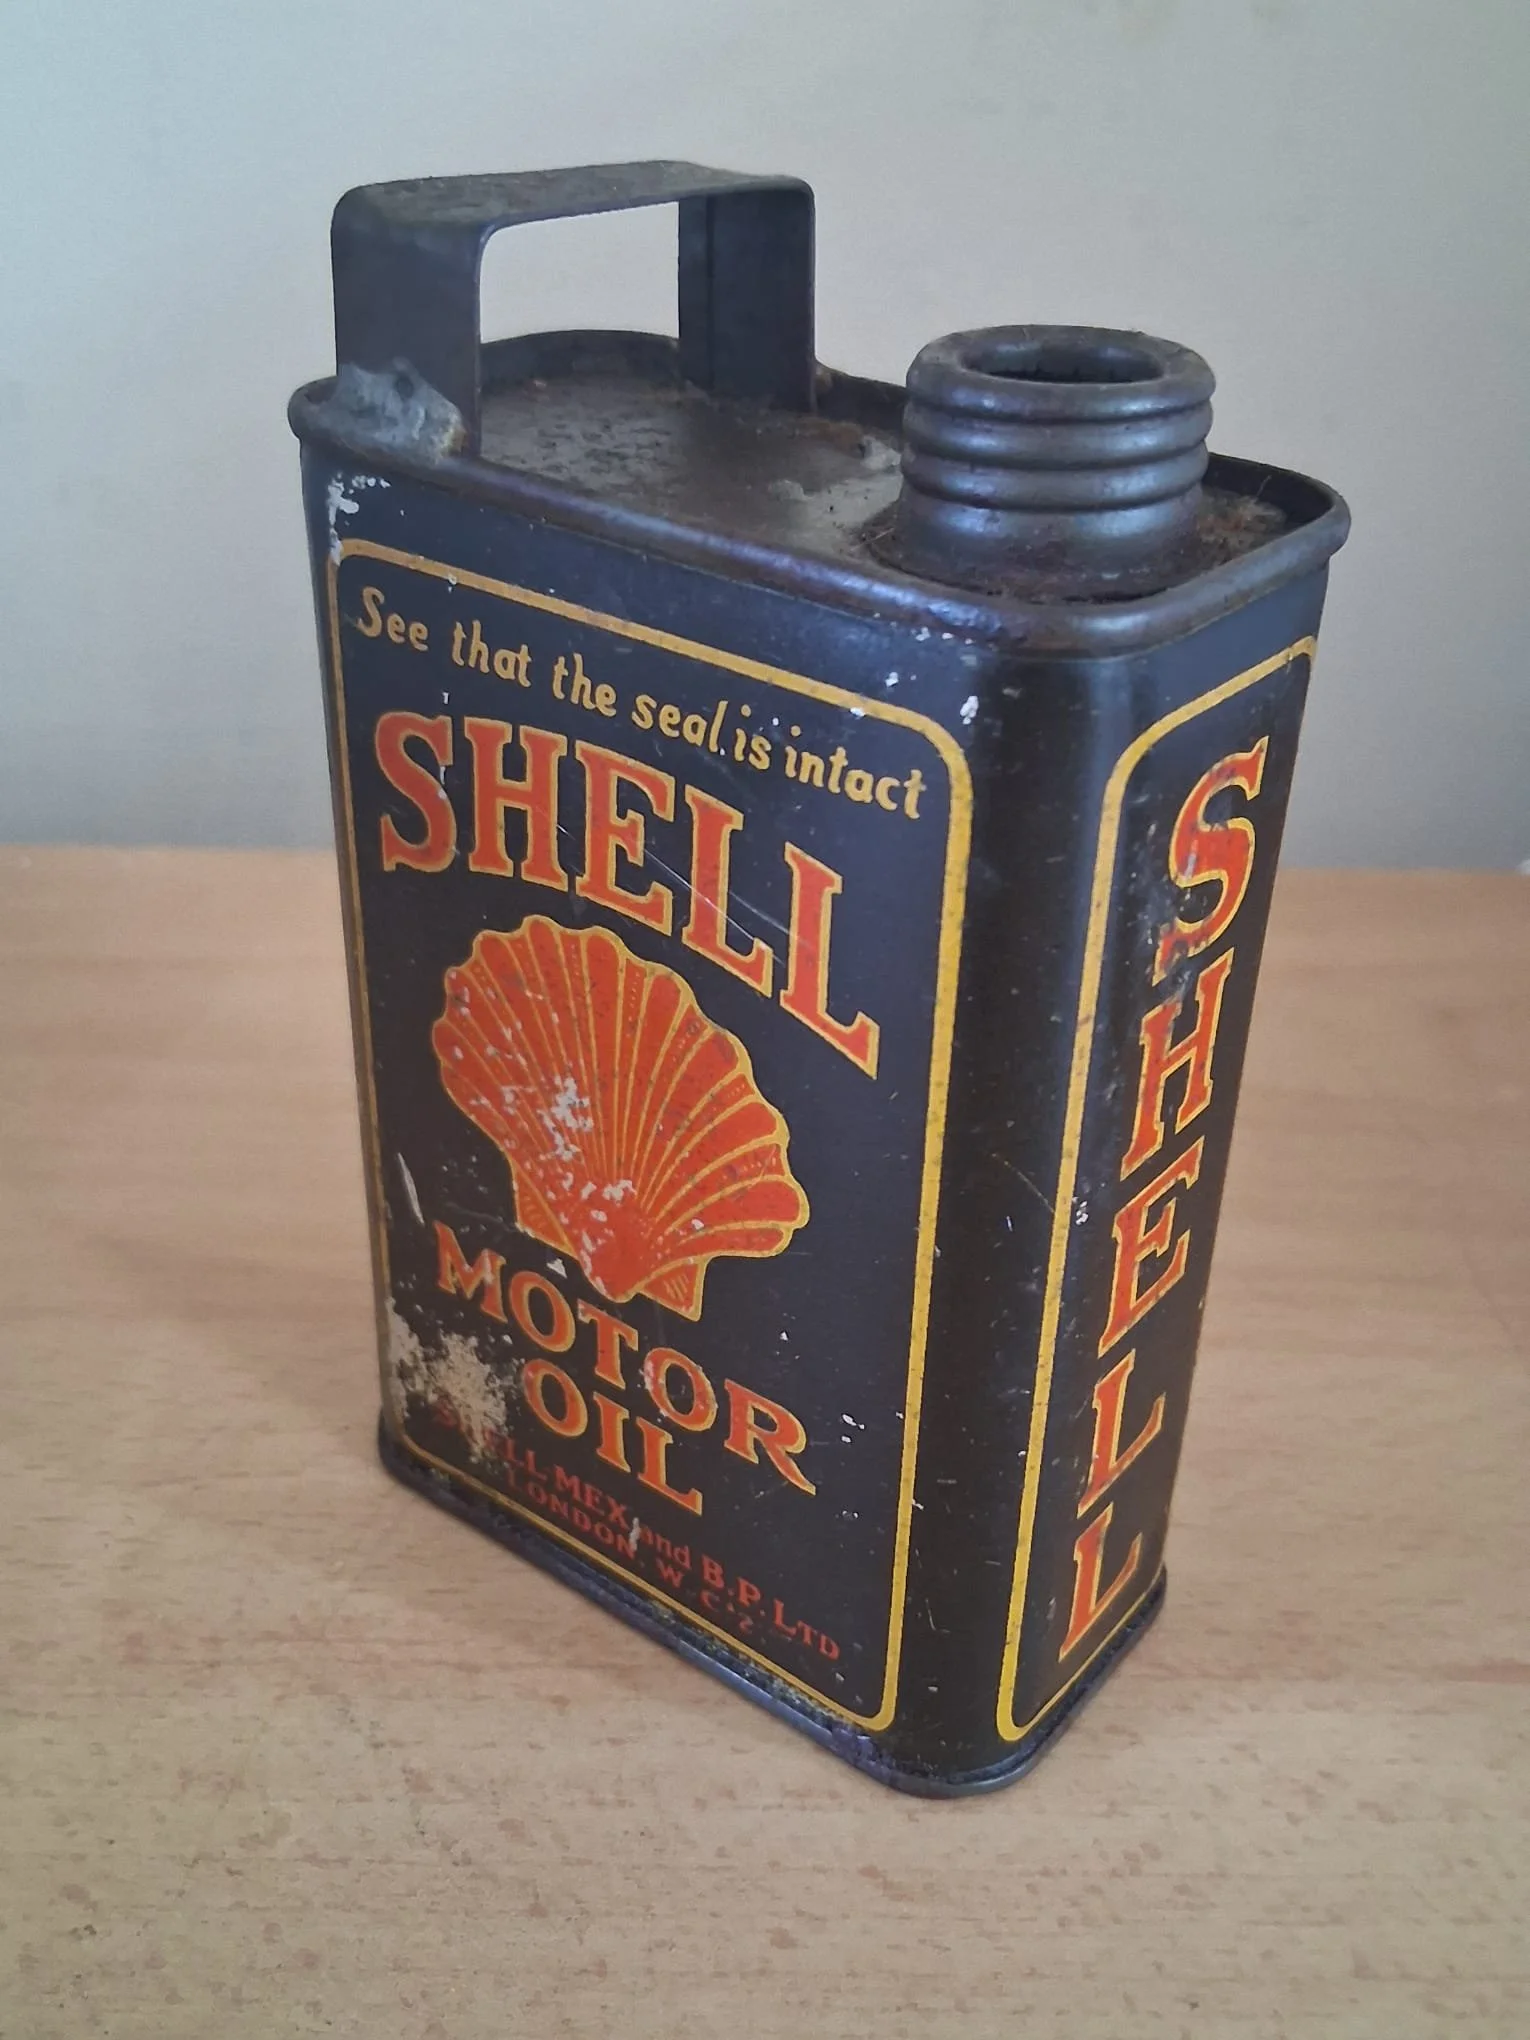 See that the seal is intact
SHELL
MOTOR
OIL
SHELL MEX and B.P. LTD
LONDON. W.C.2.
SHELL